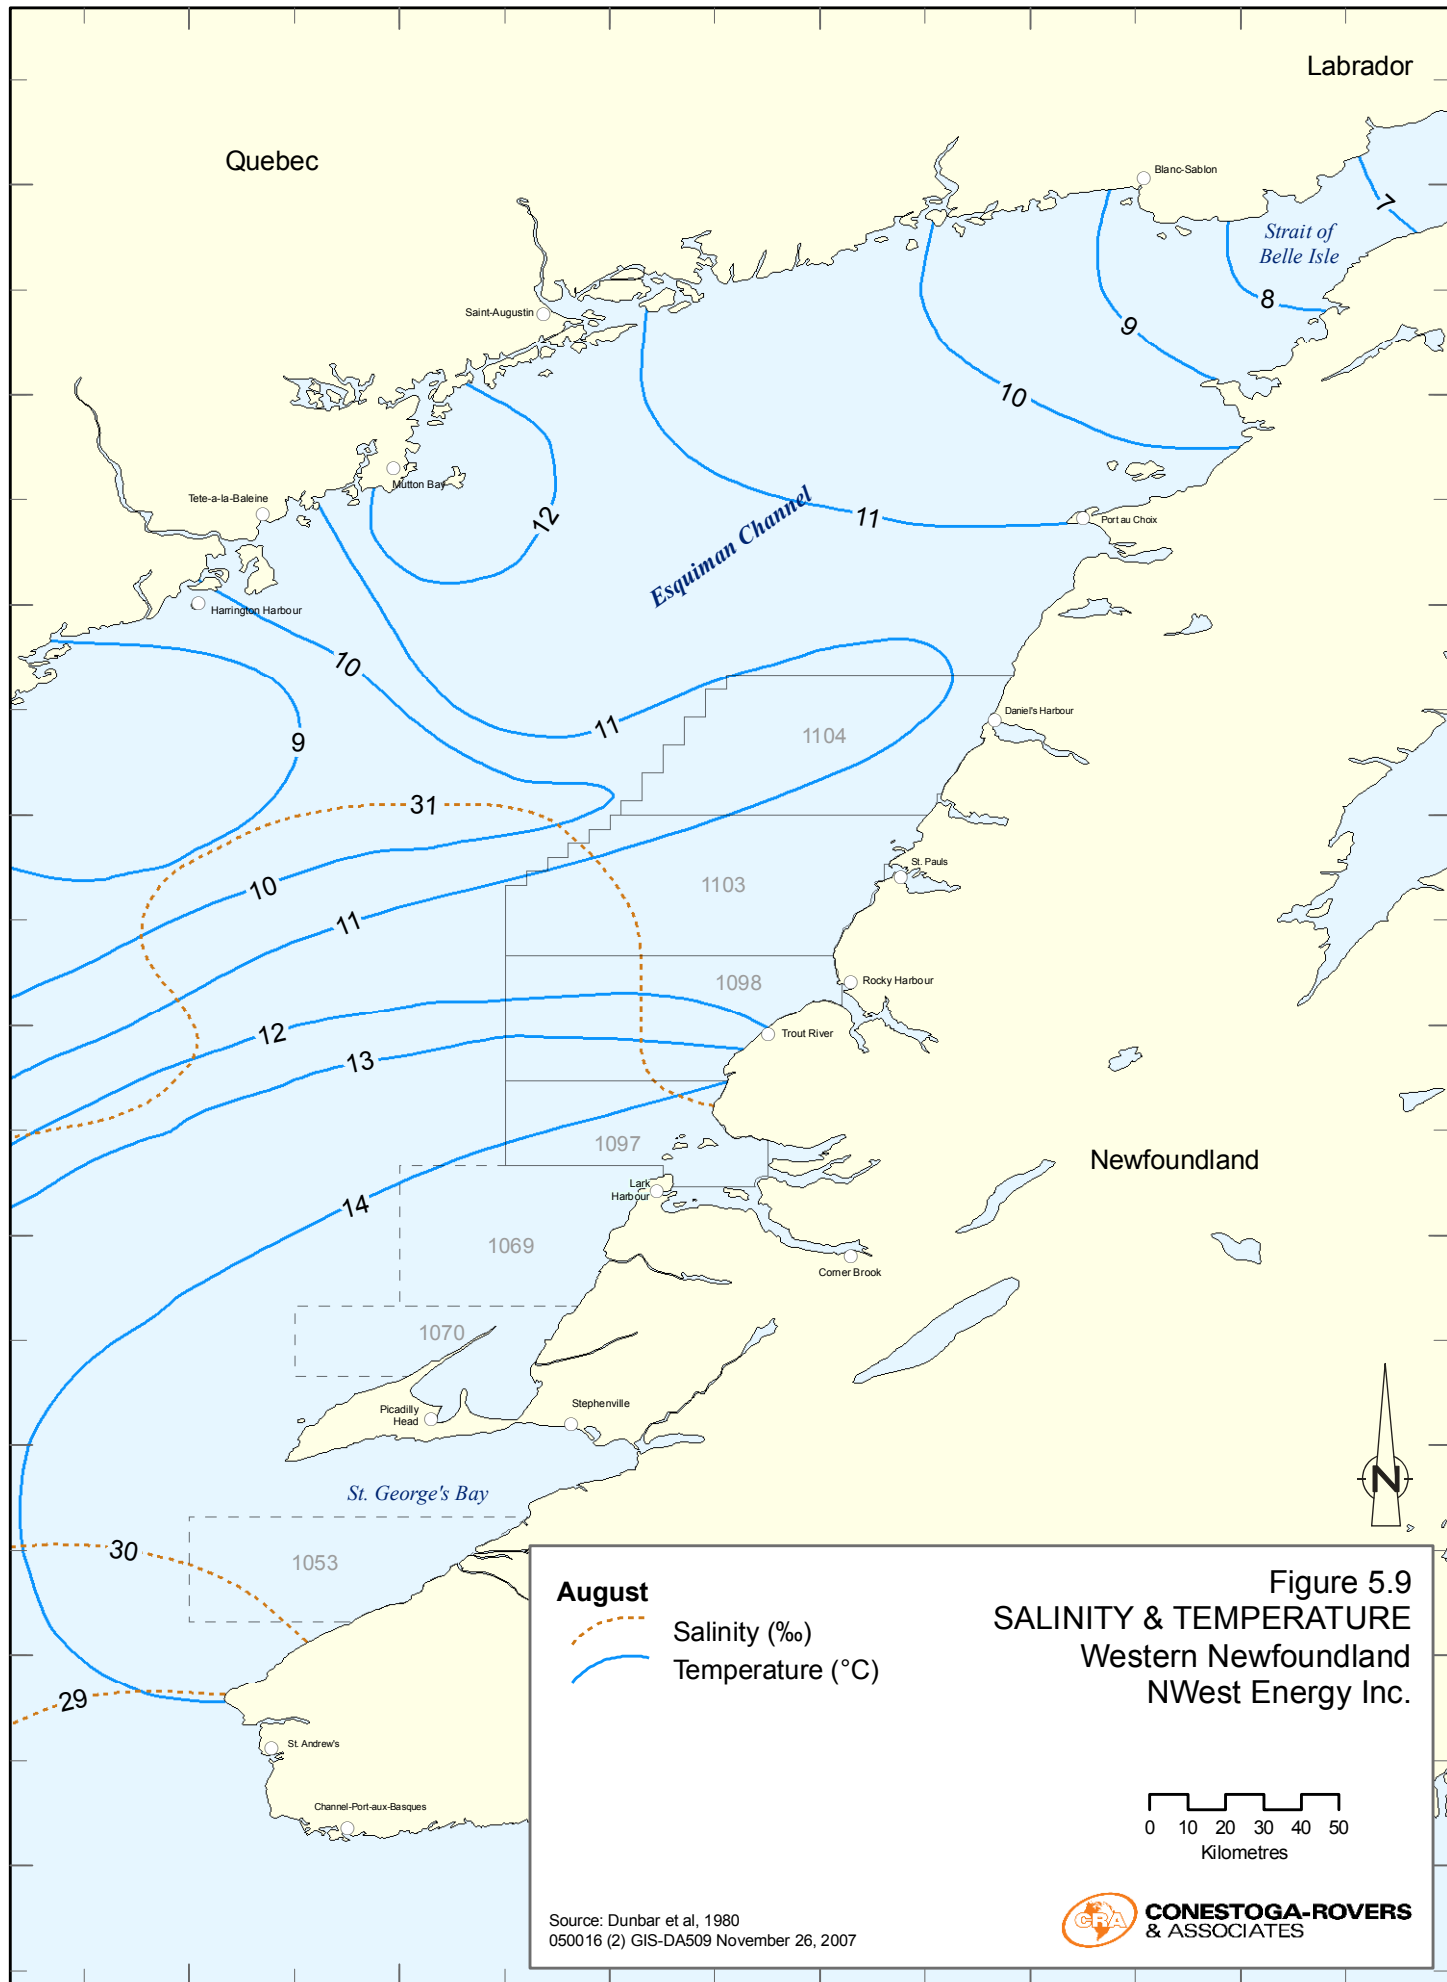 Labrador
Quebec
Blanc-Sablon
7
Strait of
Belle Isle
8
Saint-Augustin
9
10
Mutton Bay
Tete-a-la-Baleine
12
Esquiman Channel
11
Port au Choix
Harrington Harbour
10
9
11
Daniel's Harbour
1104
31
St. Pauls
10
1103
11
1098
Rocky Harbour
12
Trout River
13
1097
Newfoundland
Lark
Harbour
14
1069
Corner Brook
1070
Picadilly
Head
Stephenville
N
St. George's Bay
30
1053
29
St. Andrew's
Channel-Port-aux-Basques
August
Salinity (‰)
Temperature (°C)
Figure 5.9
SALINITY & TEMPERATURE
Western Newfoundland
NWest Energy Inc.
0 10 20 30 40 50
Kilometres
Source: Dunbar et al, 1980
050016 (2) GIS-DA509 November 26, 2007
CRA
CONESTOGA-ROVERS
& ASSOCIATES